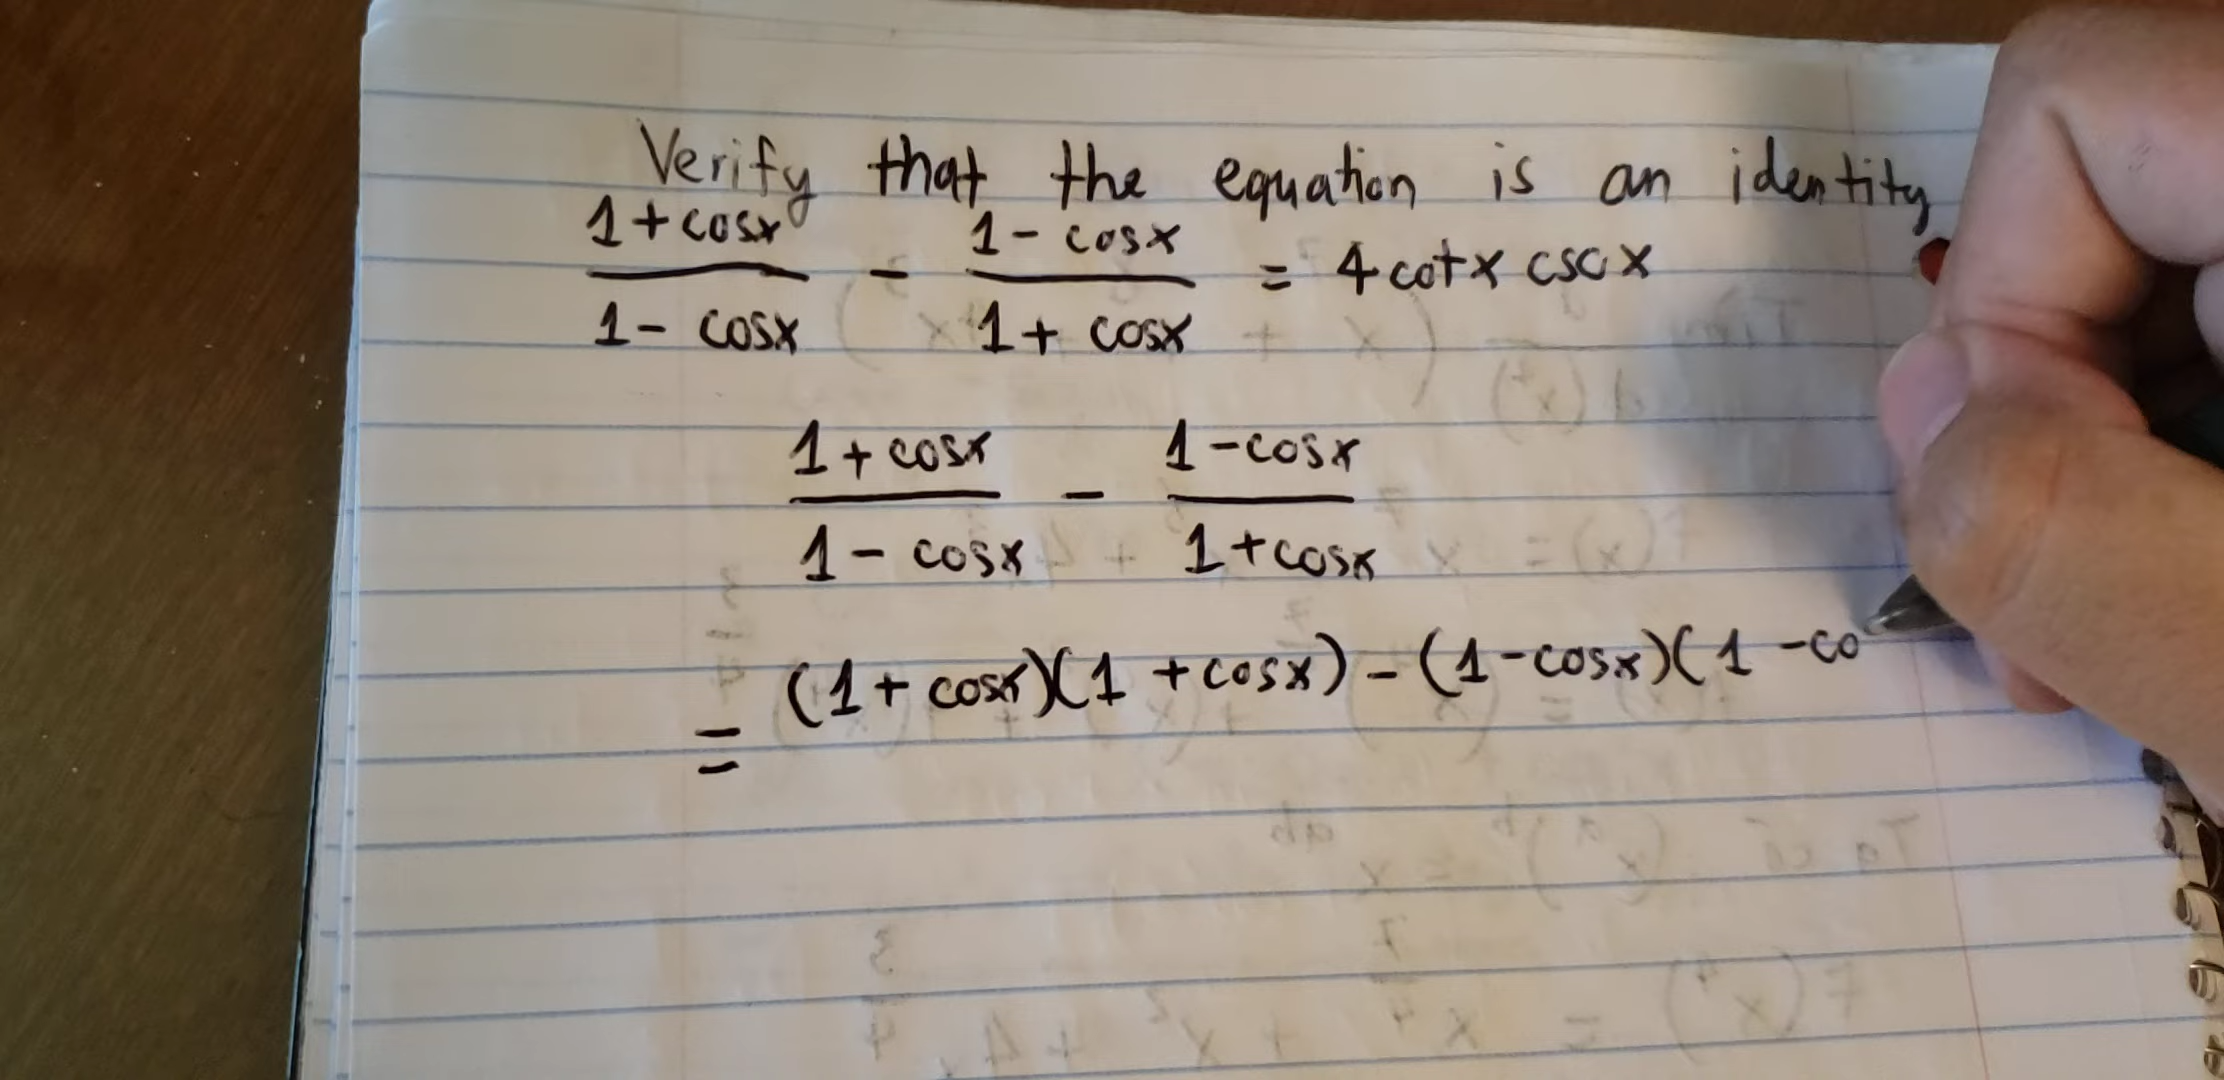 Verify that the equation is an identity
1+cosx/1-cosx - 1-cosx/1+cosx = 4cotx cscx
1+cosx/1-cosx - 1-cosx/1+cosx
= (1+cosx)(1+cosx)-(1-cosx)(1-co